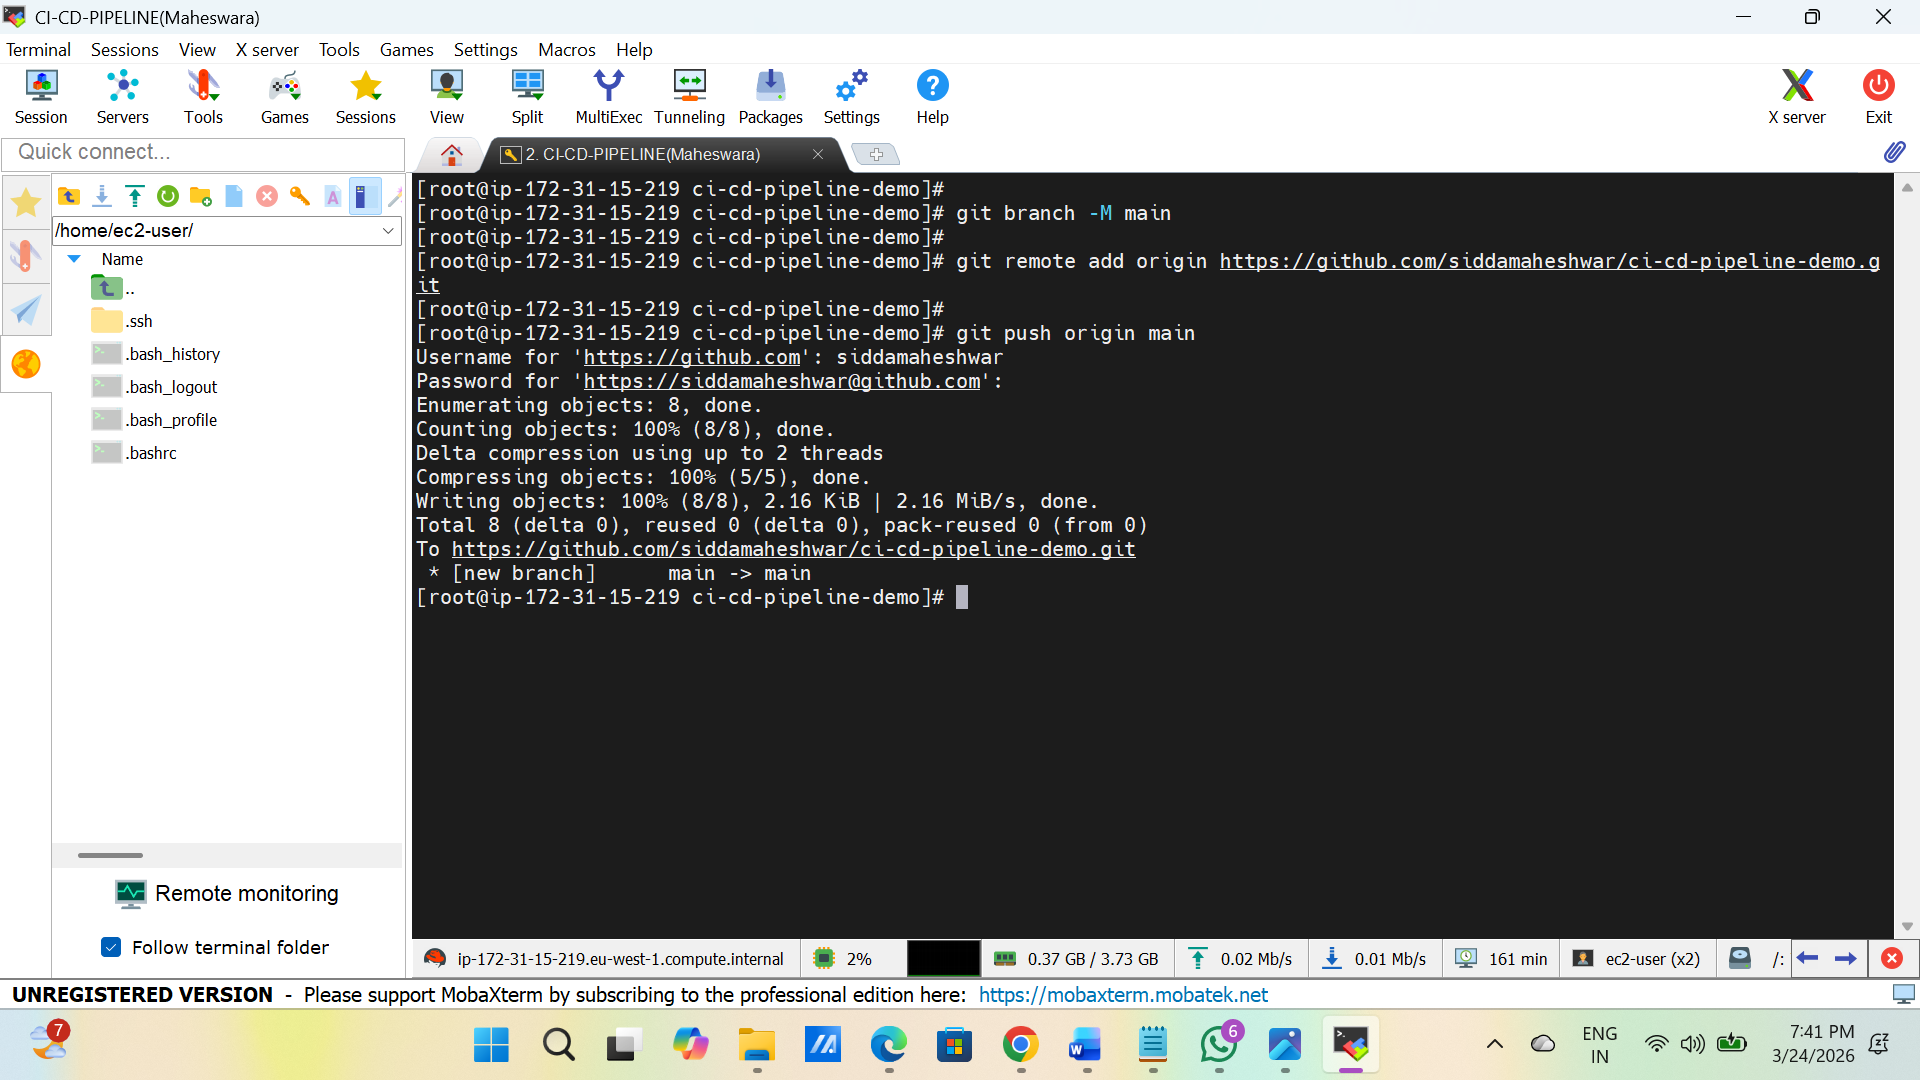 CI-CD-PIPELINE(Maheswara)
Terminal Sessions View X server Tools Games Settings Macros Help
Session Servers Tools Games Sessions View Split MultiExec Tunneling Packages Settings Help X server Exit
Quick connect...
2. CI-CD-PIPELINE(Maheswara)
/home/ec2-user/
Name
..
.ssh
.bash_history
.bash_logout
.bash_profile
.bashrc
Remote monitoring
Follow terminal folder
[root@ip-172-31-15-219 ci-cd-pipeline-demo]#
[root@ip-172-31-15-219 ci-cd-pipeline-demo]# git branch -M main
[root@ip-172-31-15-219 ci-cd-pipeline-demo]#
[root@ip-172-31-15-219 ci-cd-pipeline-demo]# git remote add origin https://github.com/siddamaheshwar/ci-cd-pipeline-demo.g
it
[root@ip-172-31-15-219 ci-cd-pipeline-demo]#
[root@ip-172-31-15-219 ci-cd-pipeline-demo]# git push origin main
Username for 'https://github.com': siddamaheshwar
Password for 'https://siddamaheshwar@github.com':
Enumerating objects: 8, done.
Counting objects: 100% (8/8), done.
Delta compression using up to 2 threads
Compressing objects: 100% (5/5), done.
Writing objects: 100% (8/8), 2.16 KiB | 2.16 MiB/s, done.
Total 8 (delta 0), reused 0 (delta 0), pack-reused 0 (from 0)
To https://github.com/siddamaheshwar/ci-cd-pipeline-demo.git
 * [new branch]      main -> main
[root@ip-172-31-15-219 ci-cd-pipeline-demo]#
ip-172-31-15-219.eu-west-1.compute.internal 2% 0.37 GB / 3.73 GB 0.02 Mb/s 0.01 Mb/s 161 min ec2-user (x2) /:
UNREGISTERED VERSION - Please support MobaXterm by subscribing to the professional edition here: https://mobaxterm.mobatek.net
7
6
ENG
IN
7:41 PM
3/24/2026